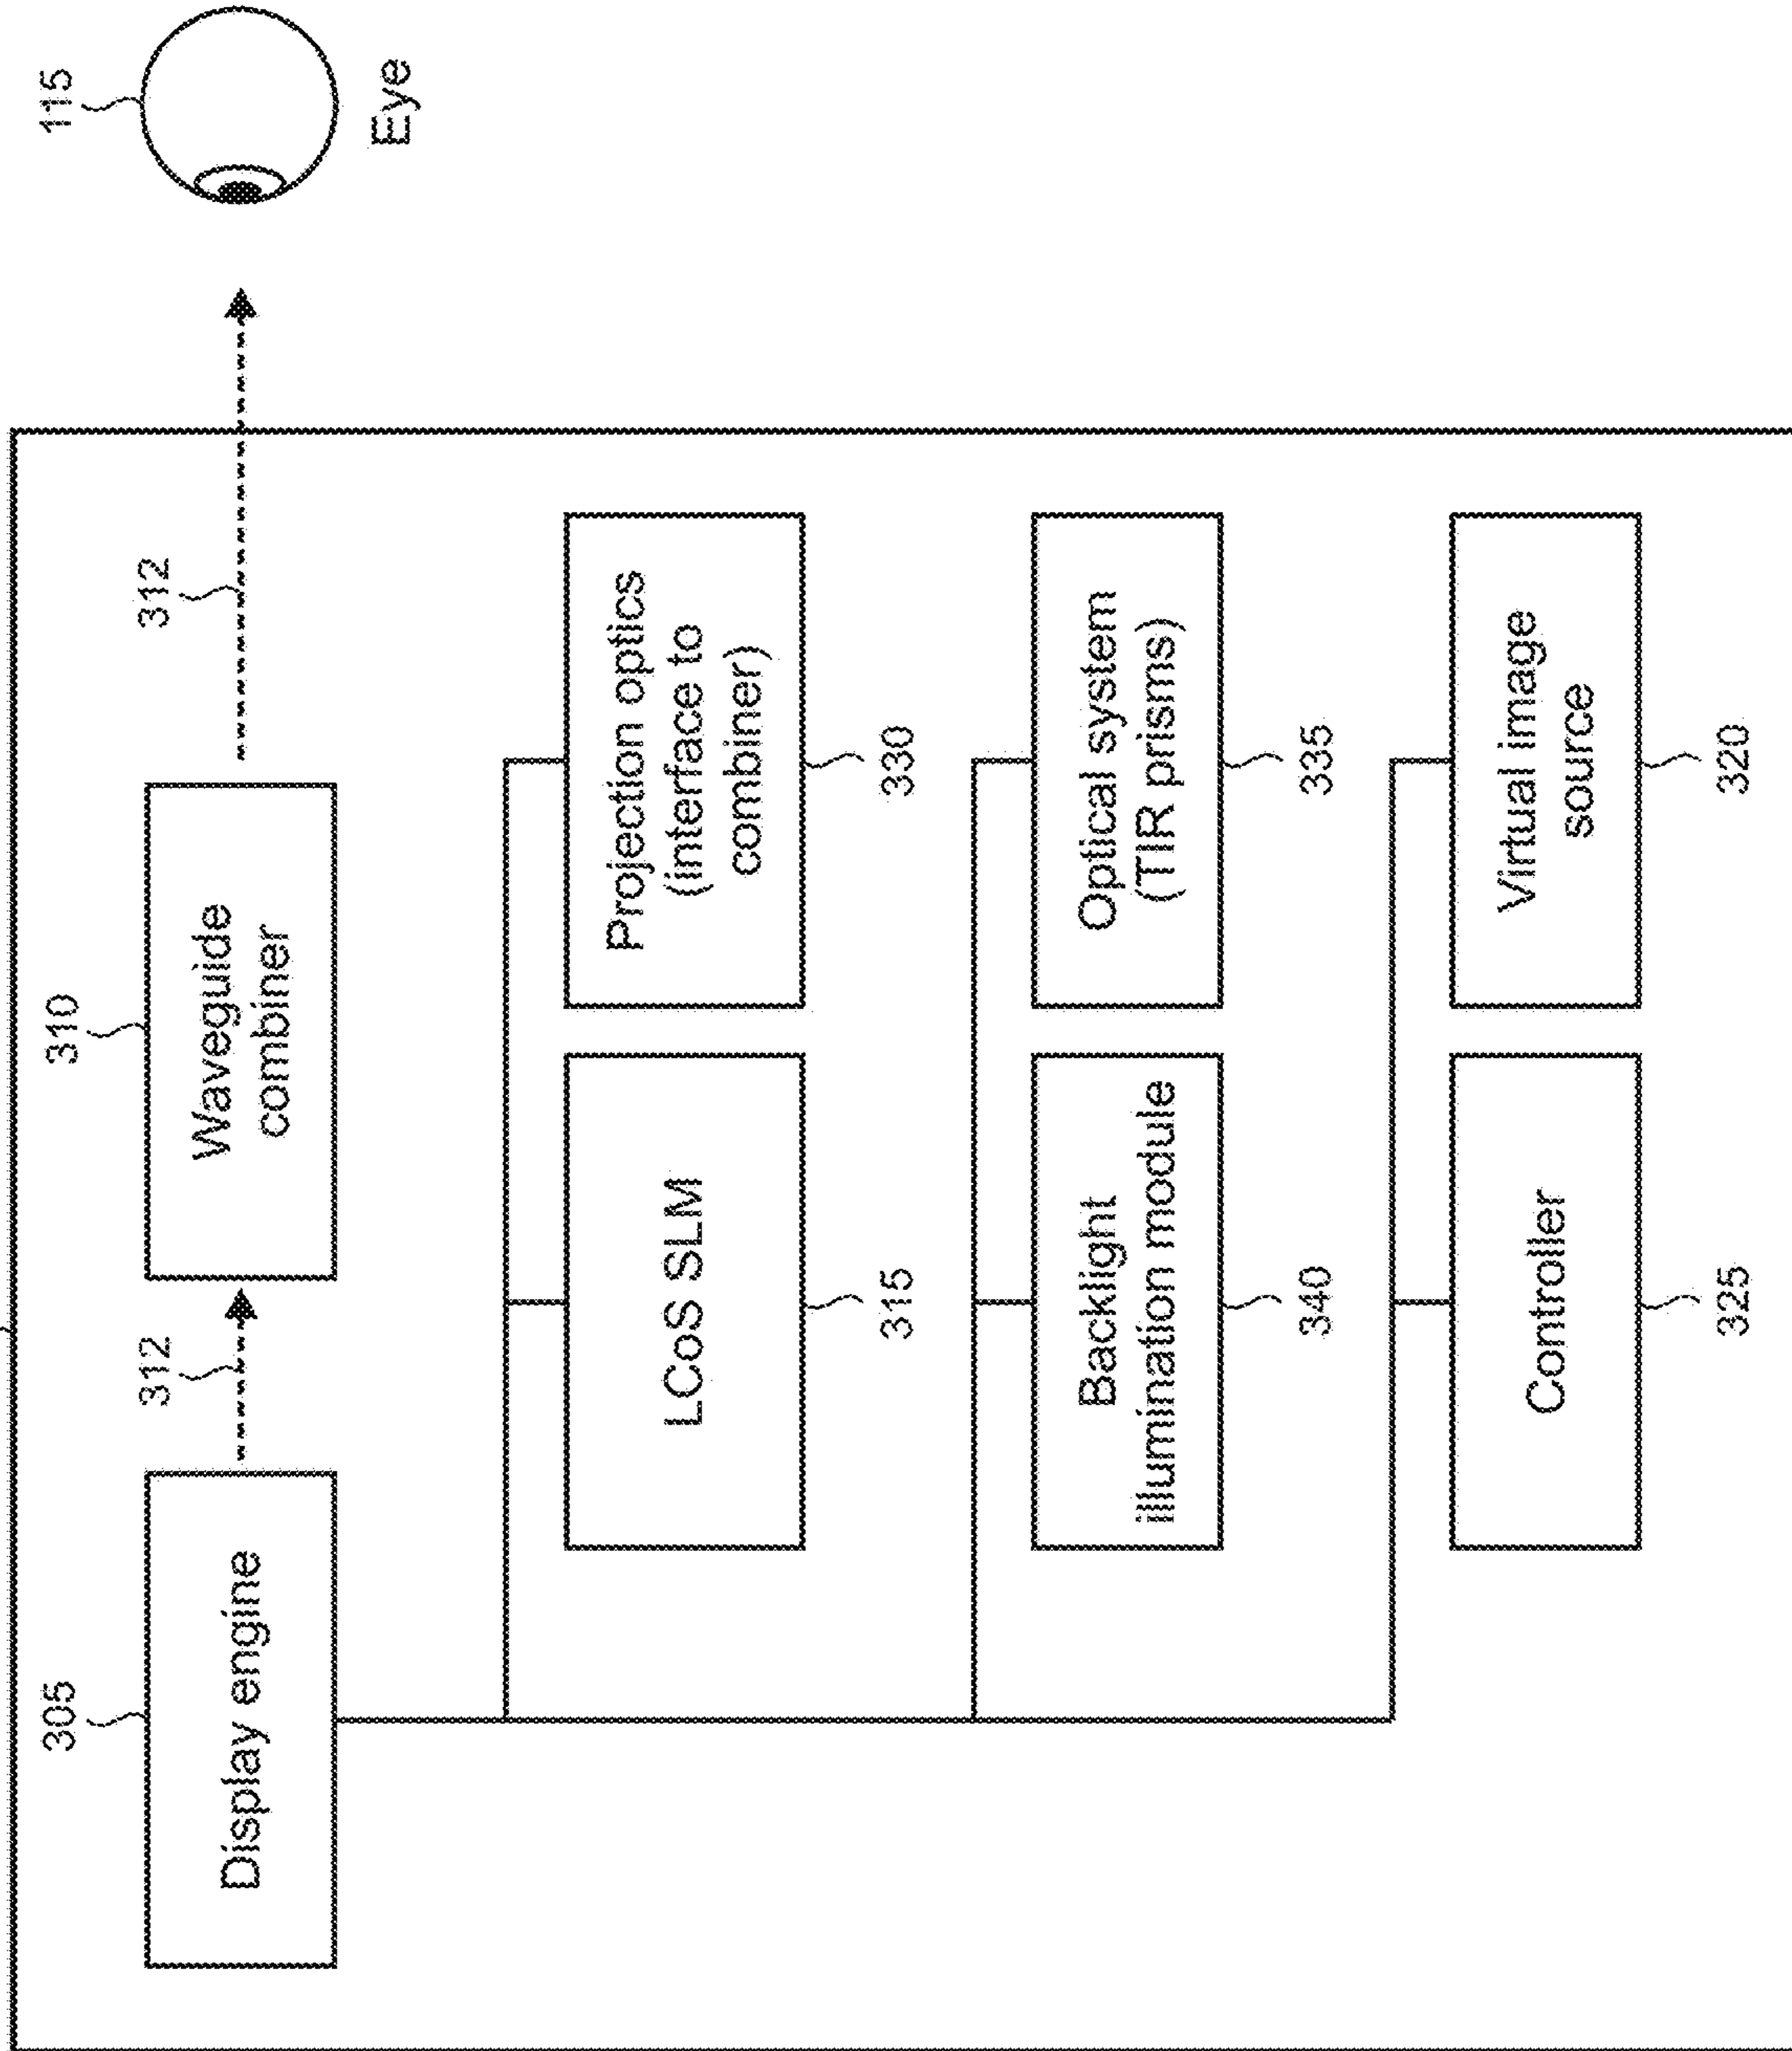 305
310
115
Display engine
312
Waveguide
combiner
312
Eye
LCoS SLM
Projection optics
(interface to
combiner)
315
330
Backlight
illumination module
Optical system
(TIR prisms)
340
335
Controller
Virtual image
source
325
320